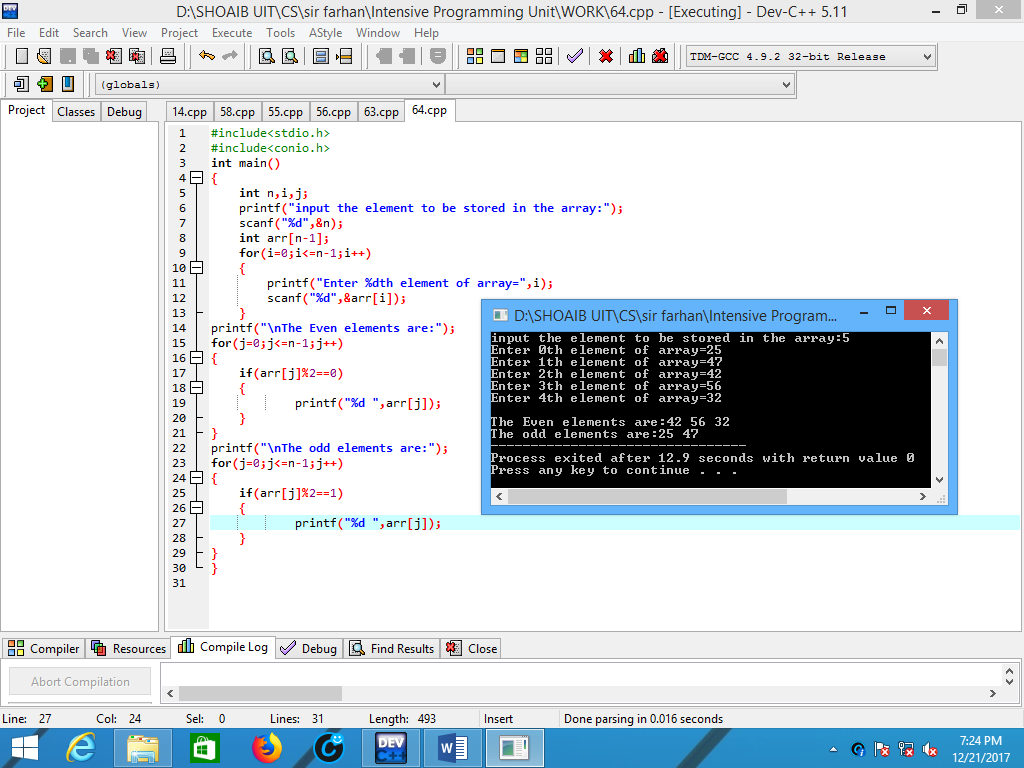 D:\SHOAIB UIT\CS\sir farhan\Intensive Programming Unit\WORK\64.cpp - [Executing] - Dev-C++ 5.11
File Edit Search View Project Execute Tools AStyle Window Help
TDM-GCC 4.9.2 32-bit Release
(globals)
Project Classes Debug
14.cpp 58.cpp 55.cpp 56.cpp 63.cpp 64.cpp
1 #include<stdio.h>
2 #include<conio.h>
3 int main()
4 {
5 int n,i,j;
6 printf("input the element to be stored in the array:");
7 scanf("%d",&n);
8 int arr[n-1];
9 for(i=0;i<=n-1;i++)
10 {
11 printf("Enter %dth element of array=",i);
12 scanf("%d",&arr[i]);
13 }
14 printf("\nThe Even elements are:");
15 for(j=0;j<=n-1;j++)
16 {
17 if(arr[j]%2==0)
18 {
19 printf("%d ",arr[j]);
20 }
21 }
22 printf("\nThe odd elements are:");
23 for(j=0;j<=n-1;j++)
24 {
25 if(arr[j]%2==1)
26 {
27 printf("%d ",arr[j]);
28 }
29 }
30 }
31
D:\SHOAIB UIT\CS\sir farhan\Intensive Program...
input the element to be stored in the array:5
Enter 0th element of array=25
Enter 1th element of array=47
Enter 2th element of array=42
Enter 3th element of array=56
Enter 4th element of array=32
The Even elements are:42 56 32
The odd elements are:25 47
--------------------------------
Process exited after 12.9 seconds with return value 0
Press any key to continue . . .
Compiler Resources Compile Log Debug Find Results Close
Abort Compilation
Line: 27 Col: 24 Sel: 0 Lines: 31 Length: 493 Insert Done parsing in 0.016 seconds
DEV C++
7:24 PM
12/21/2017